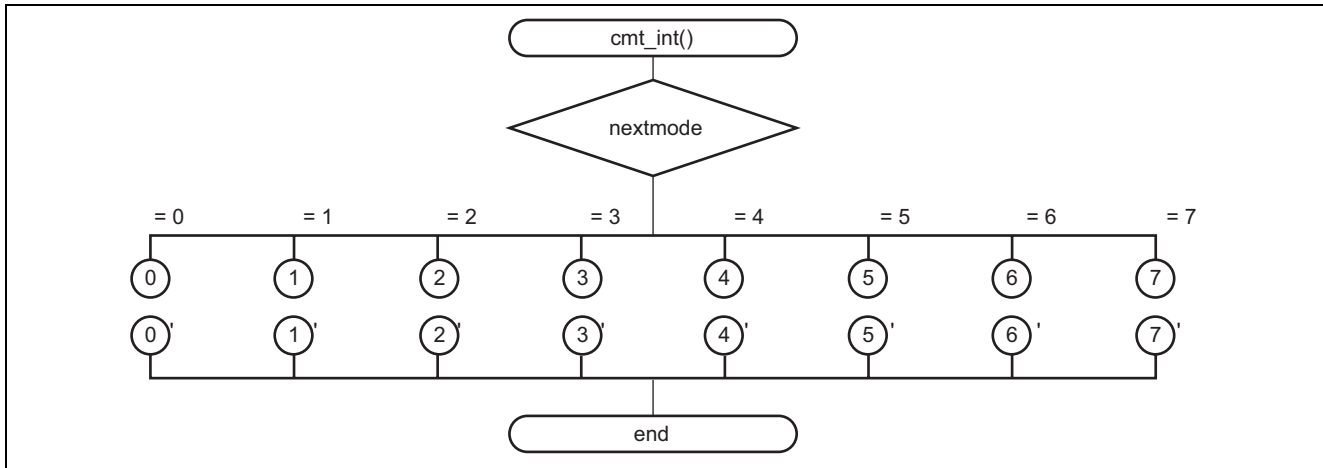 cmt_int()
nextmode
= 0 = 1 = 2 = 3 = 4 = 5 = 6 = 7
0 1 2 3 4 5 6 7
0' 1' 2' 3' 4' 5' 6' 7'
end